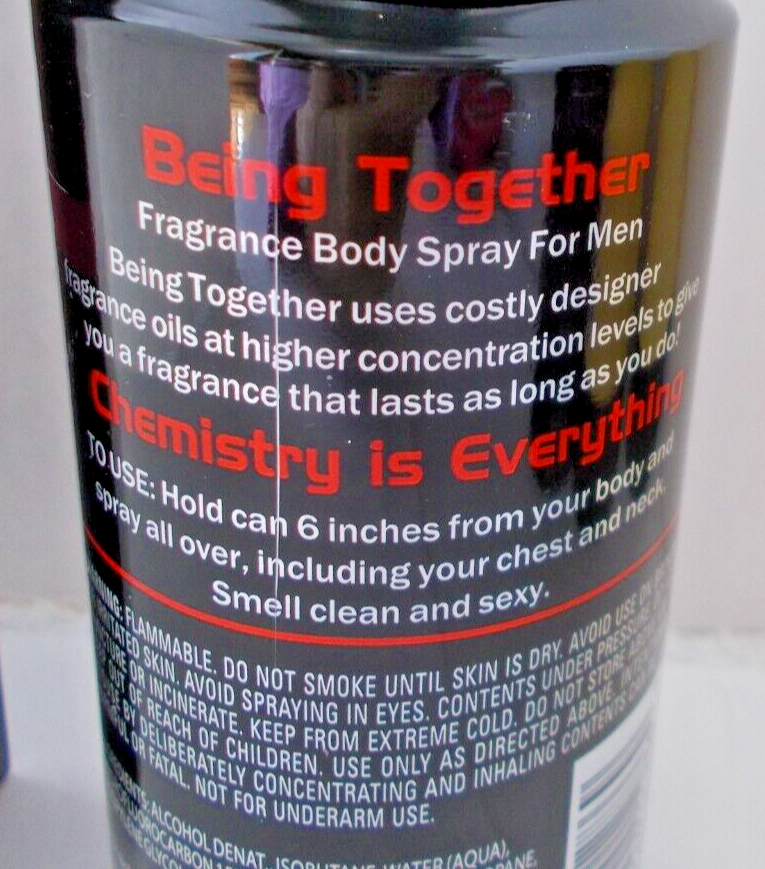 Being Together
Fragrance Body Spray For Men
Being Together uses costly designer
fragrance oils at higher concentration levels to give
you a fragrance that lasts as long as you do!
Chemistry is Everything
TO USE: Hold can 6 inches from your body and
spray all over, including your chest and neck.
Smell clean and sexy.
FLAMMABLE. DO NOT SMOKE UNTIL SKIN IS DRY. AVOID USE ON
SKIN. AVOID SPRAYING IN EYES. CONTENTS UNDER PRESSURE.
OR INCINERATE. KEEP FROM EXTREME COLD. DO NOT STORE
OUT OF REACH OF CHILDREN. USE ONLY AS DIRECTED ABOVE.
BY DELIBERATELY CONCENTRATING AND INHALING CONTENTS
OR FATAL. NOT FOR UNDERARM USE.
ALCOHOL DENAT., ISOBUTANE, WATER (AQUA),